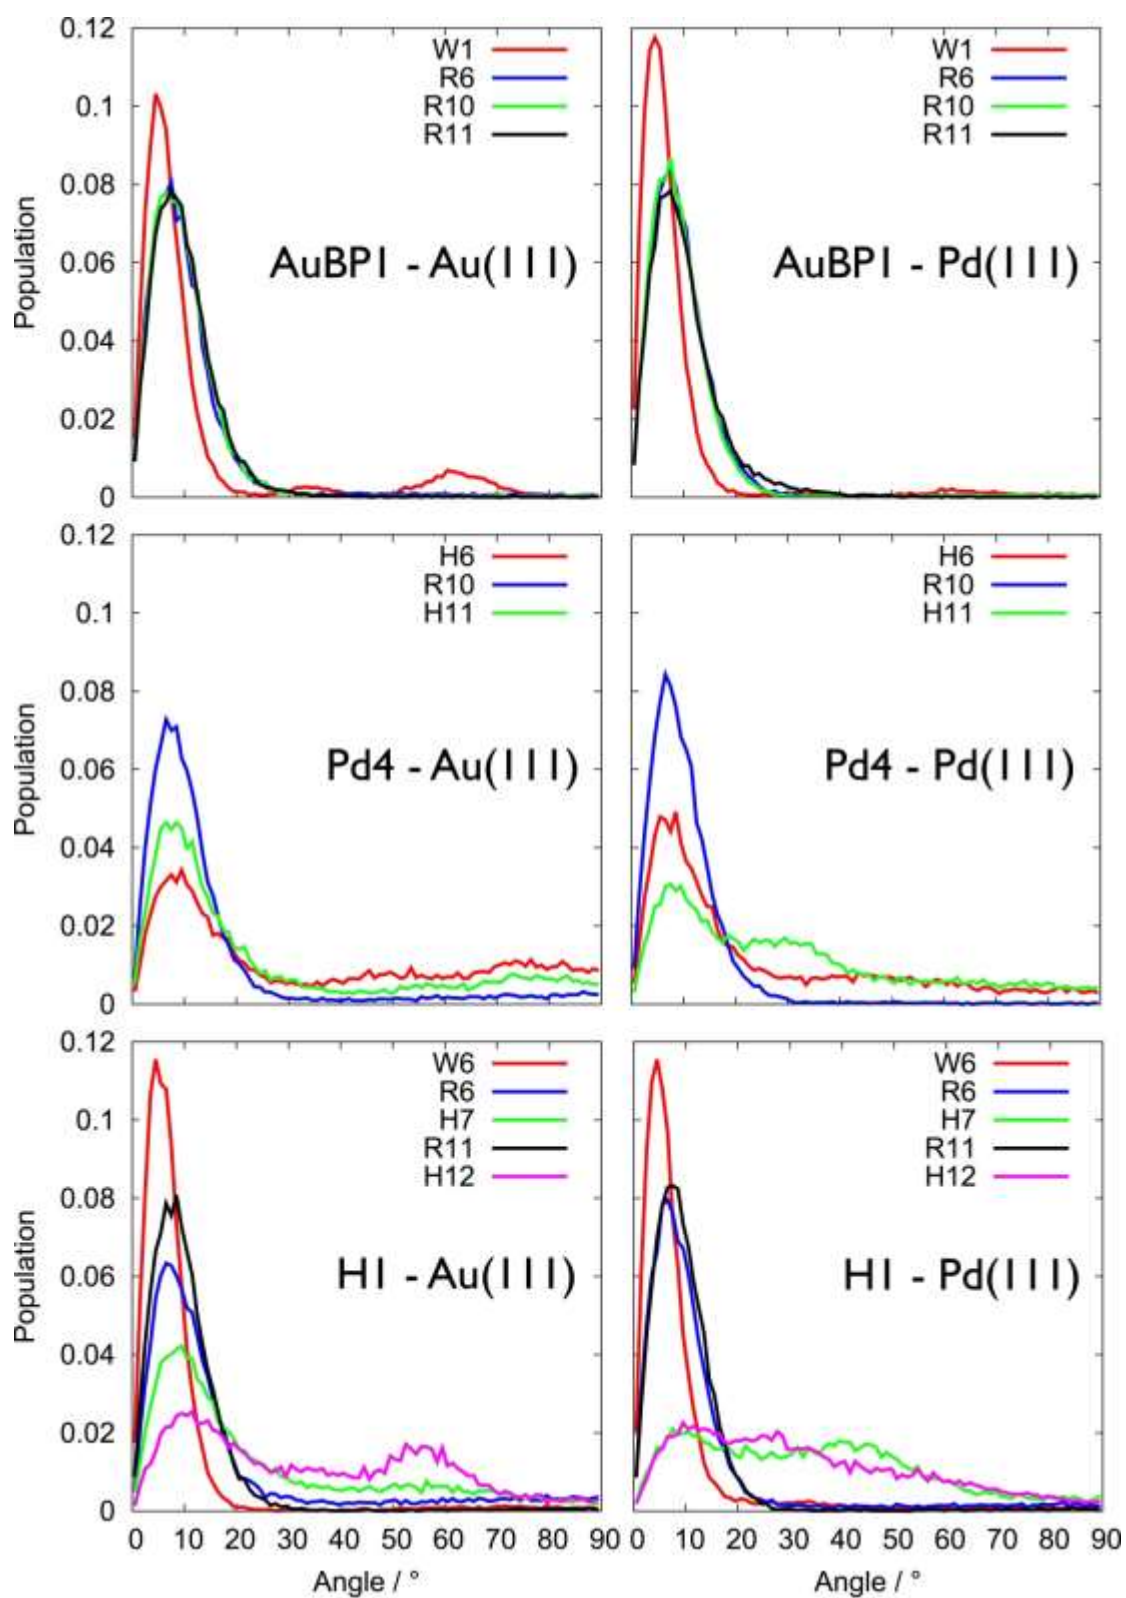 0.12
0.1
0.08
0.06
0.04
0.02
0
Population
W1
R6
R10
R11
AuBP1 - Au(111)
W1
R6
R10
R11
AuBP1 - Pd(111)
0.12
0.1
0.08
0.06
0.04
0.02
0
Population
H6
R10
H11
Pd4 - Au(111)
H6
R10
H11
Pd4 - Pd(111)
0.12
0.1
0.08
0.06
0.04
0.02
0
Population
W6
R6
H7
R11
H12
H1 - Au(111)
W6
R6
H7
R11
H12
H1 - Pd(111)
0 10 20 30 40 50 60 70 80 90
0 10 20 30 40 50 60 70 80 90
Angle / °
Angle / °